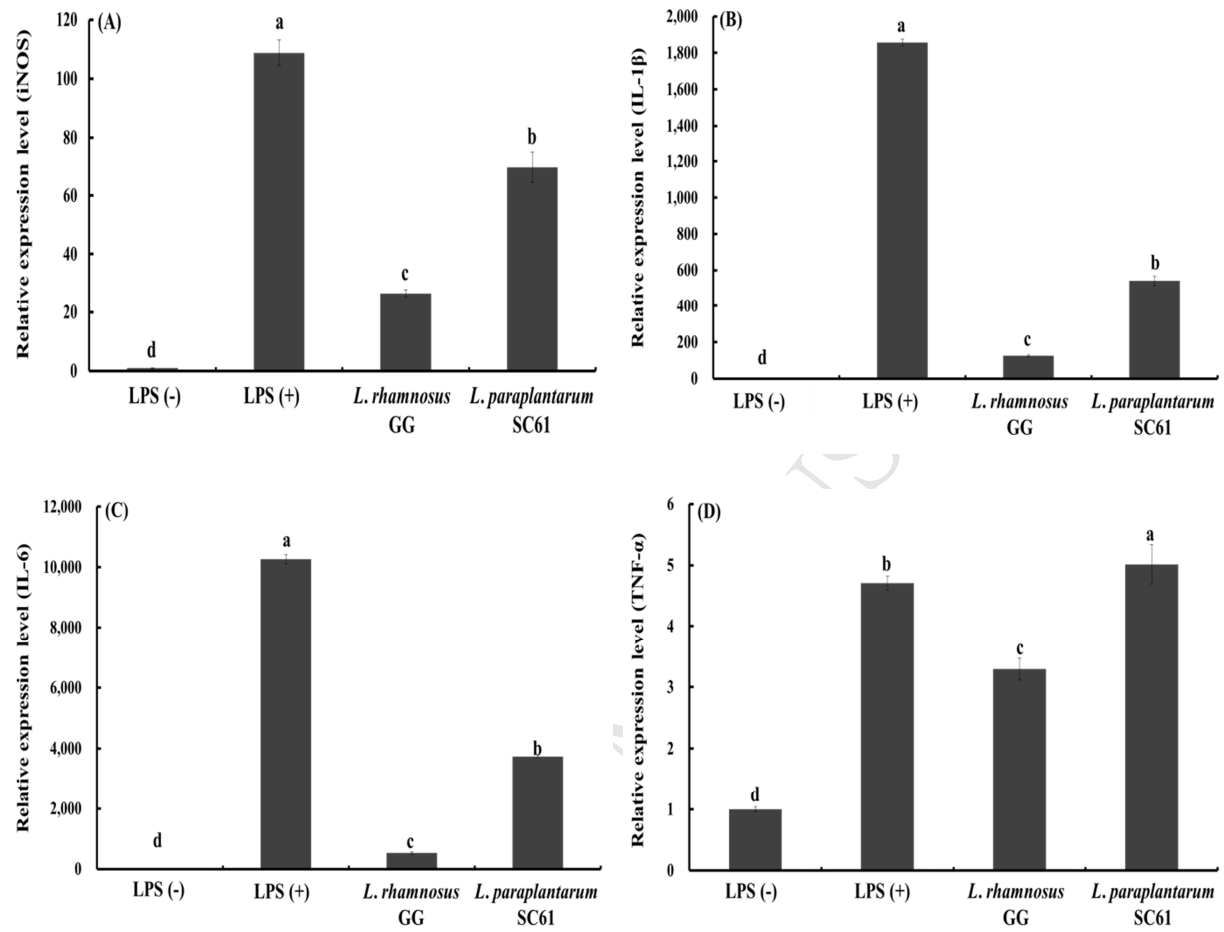 (A)
Relative expression level (iNOS)
120
100
80
60
40
20
0
d
a
c
b
LPS (-)
LPS (+)
L. rhamnosus
GG
L. paraplantarum
SC61
(B)
Relative expression level (IL-1β)
2,000
1,800
1,600
1,400
1,200
1,000
800
600
400
200
0
d
a
c
b
LPS (-)
LPS (+)
L. rhamnosus
GG
L. paraplantarum
SC61
(C)
Relative expression level (IL-6)
12,000
10,000
8,000
6,000
4,000
2,000
0
d
a
c
b
LPS (-)
LPS (+)
L. rhamnosus
GG
L. paraplantarum
SC61
(D)
Relative expression level (TNF-α)
6
5
4
3
2
1
0
d
b
c
a
LPS (-)
LPS (+)
L. rhamnosus
GG
L. paraplantarum
SC61